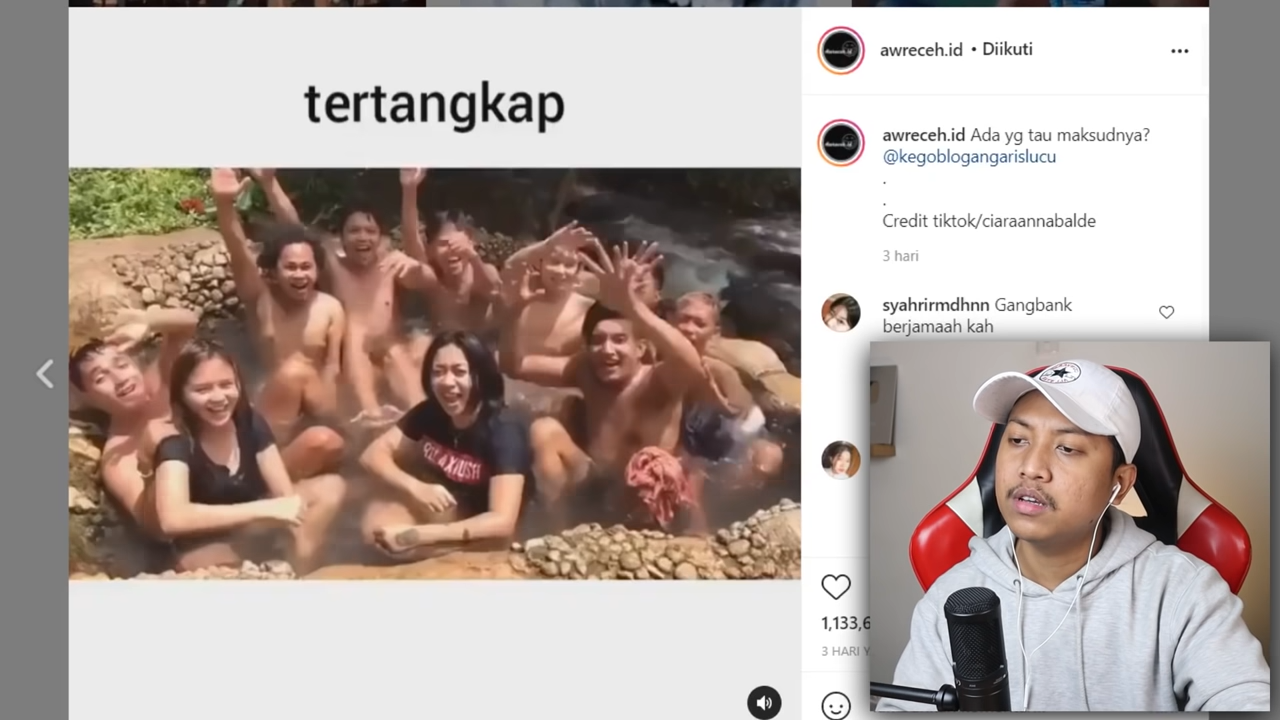 tertangkap
awreceh.id • Diikuti
awreceh.id Ada yg tau maksudnya?
@kegoblogangarislucu
.
.
Credit tiktok/ciaraannabalde
3 hari
syahrirmdhnn Gangbank
berjamaah kah
1,133,6
3 HARI Y